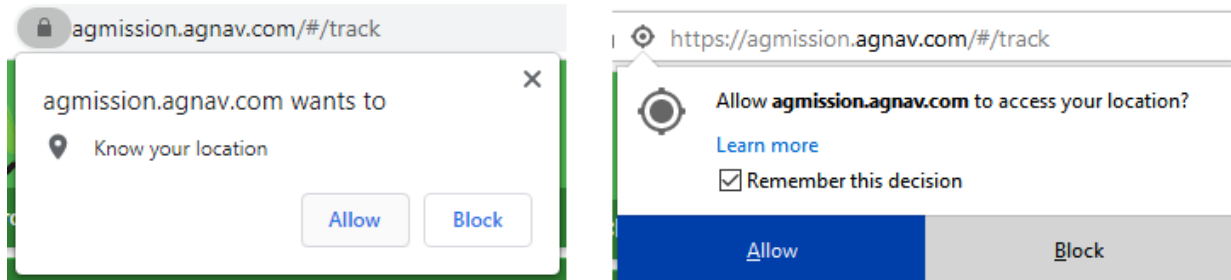 agmission.agnav.com/#/track
agmission.agnav.com wants to
Know your location
Allow
Block
https://agmission.agnav.com/#/track
Allow agmission.agnav.com to access your location?
Learn more
Remember this decision
Allow
Block